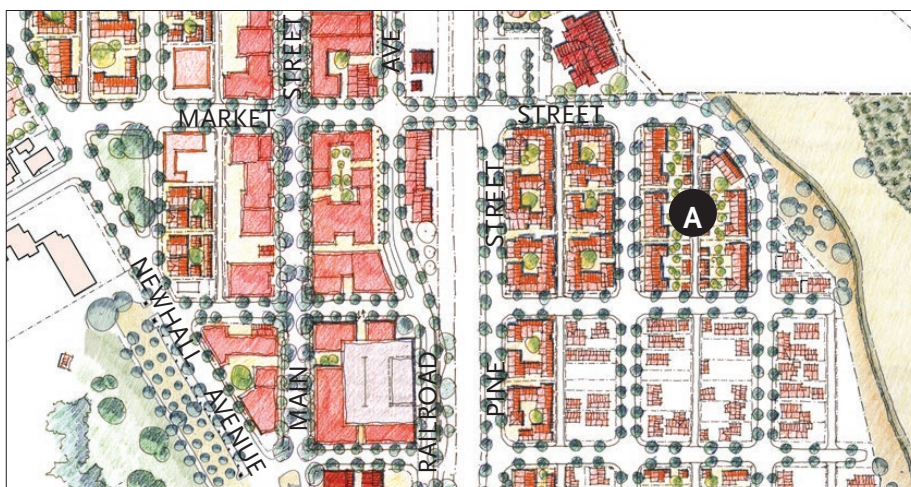 STREET
AVE
MARKET
STREET
STREET
A
NEWHALL AVENUE
MAIN
RAILROAD
PINE